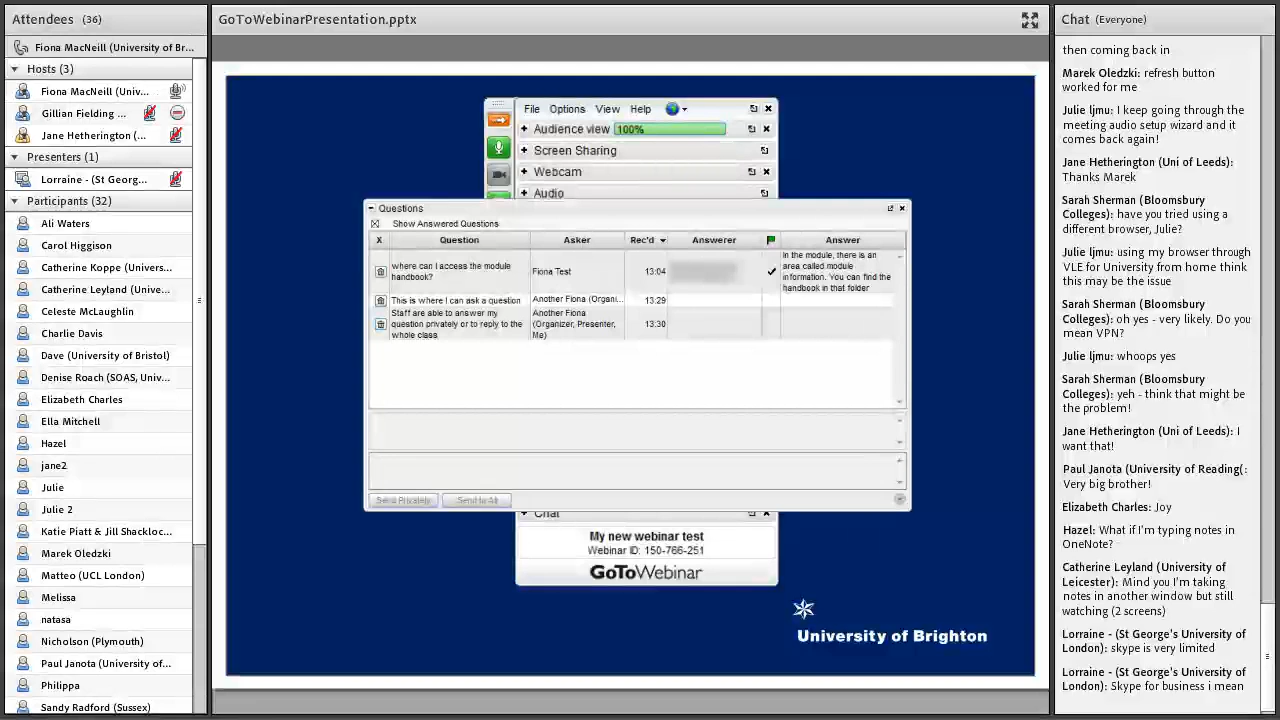 Attendees (36)
Fiona MacNeill (University of Br...
Hosts (3)
Fiona MacNeill (Univ...
Gillian Fielding ...
Jane Hetherington (...
Presenters (1)
Lorraine - (St Georg...
Participants (32)
Ali Waters
Carol Higgison
Catherine Koppe (Univers...
Catherine Leyland (Unive...
Celeste McLaughlin
Charlie Davis
Dave (University of Bristol)
Denise Roach (SOAS, Univ...
Elizabeth Charles
Ella Mitchell
Hazel
jane2
Julie
Julie 2
Katie Piatt & Jill Shackloc...
Marek Oledzki
Matteo (UCL London)
Melissa
natasa
Nicholson (Plymouth)
Paul Janota (University of...
Philippa
Sandy Radford (Sussex)
GoToWebinarPresentation.pptx
File Options View Help
Audience view 100%
Screen Sharing
Webcam
Audio
Questions
Show Answered Questions
X Question Asker Rec'd Answerer Answer
where can I access the module
handbook?
Fiona Test
13:04
In the module, there is an
area called module
information. You can find the
handbook in that folder
This is where I can ask a question
Another Fiona (Organi...
13:29
Staff are able to answer my
question privately or to reply to the
whole class
Another Fiona
(Organizer, Presenter,
Me)
13:30
Send Privately Send to All
Chat
My new webinar test
Webinar ID: 150-766-251
GoToWebinar
University of Brighton
Chat (Everyone)
then coming back in
Marek Oledzki: refresh button
worked for me
Julie ljmu: I keep going through the
meeting audio setup wizard and it
comes back again!
Jane Hetherington (Uni of Leeds):
Thanks Marek
Sarah Sherman (Bloomsbury
Colleges): have you tried using a
different browser, Julie?
Julie ljmu: using my browser through
VLE for University from home think
this may be the issue
Sarah Sherman (Bloomsbury
Colleges): oh yes - very likely. Do you
mean VPN?
Julie ljmu: whoops yes
Sarah Sherman (Bloomsbury
Colleges): yeh - think that might be
the problem!
Jane Hetherington (Uni of Leeds): I
want that!
Paul Janota (University of Reading(:
Very big brother!
Elizabeth Charles: Joy
Hazel: What if I'm typing notes in
OneNote?
Catherine Leyland (University of
Leicester): Mind you I'm taking
notes in another window but still
watching (2 screens)
Lorraine - (St George's University of
London): skype is very limited
Lorraine - (St George's University of
London): Skype for business i mean